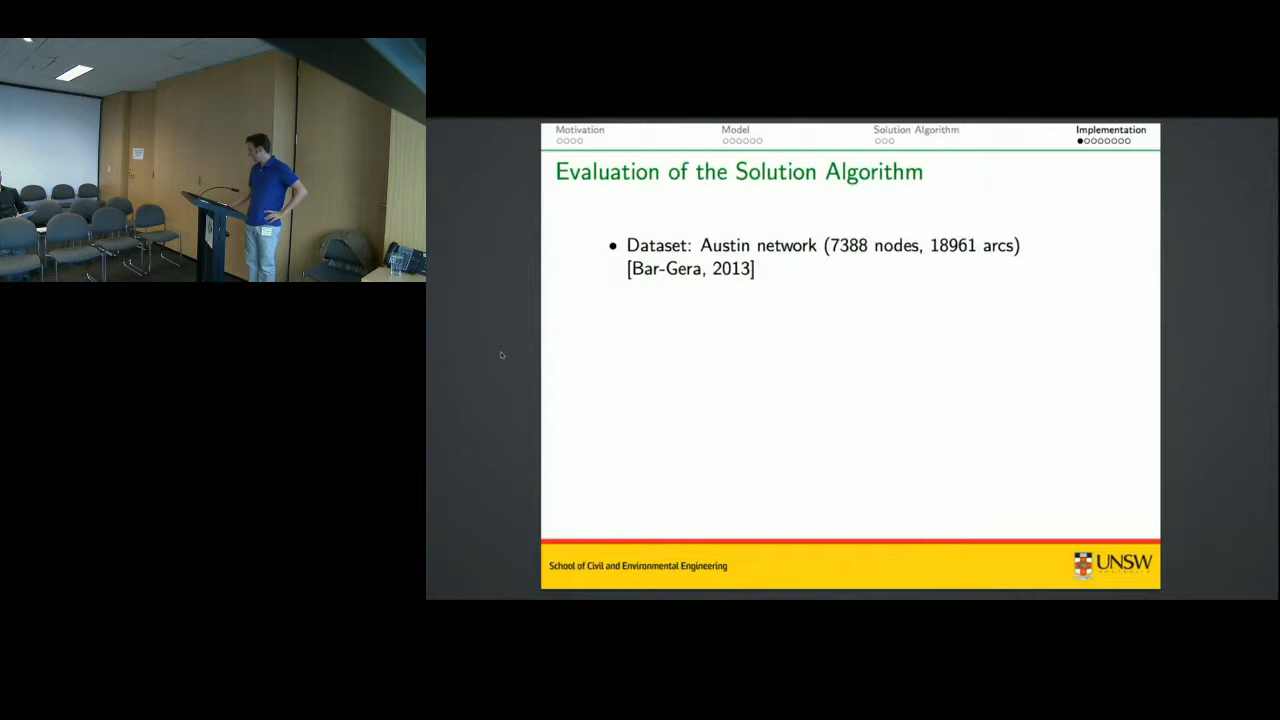 Motivation Model Solution Algorithm Implementation
Evaluation of the Solution Algorithm
• Dataset: Austin network (7388 nodes, 18961 arcs)
[Bar-Gera, 2013]
School of Civil and Environmental Engineering
UNSW